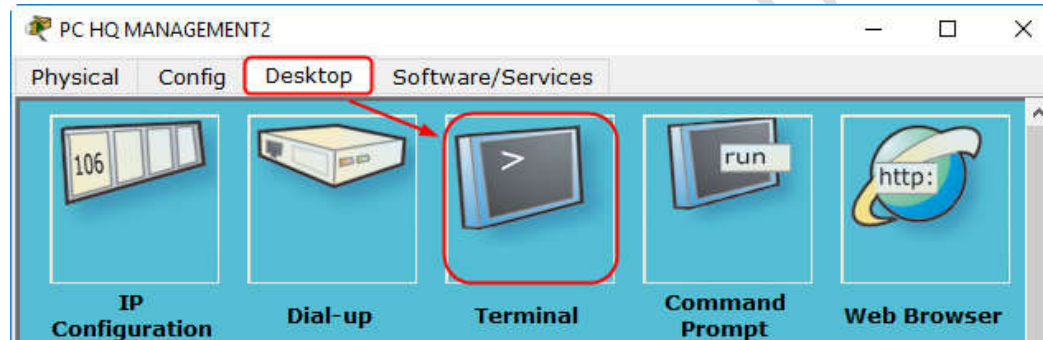 PC HQ MANAGEMENT2
Physical Config Desktop Software/Services
106
>
run
http:
IP
Configuration
Dial-up
Terminal
Command
Prompt
Web Browser